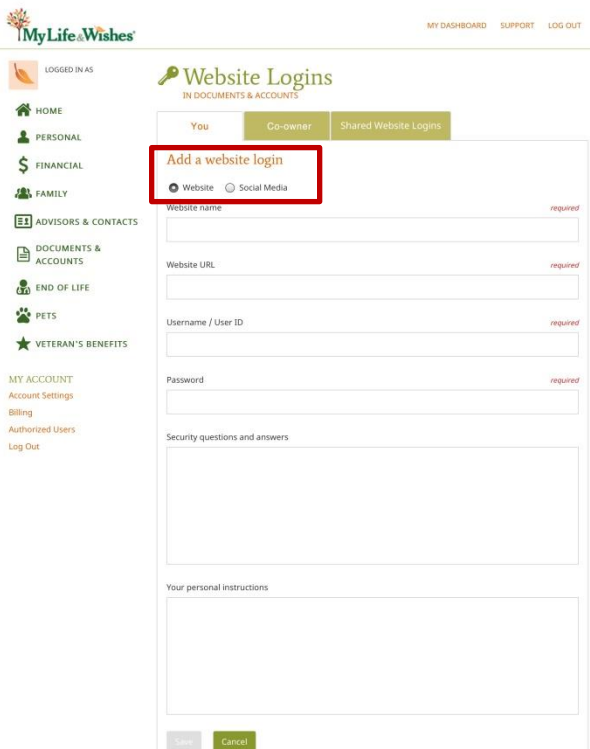 My Life & Wishes
MY DASHBOARD SUPPORT LOG OUT
LOGGED IN AS
Website Logins
IN DOCUMENTS & ACCOUNTS
HOME
PERSONAL
FINANCIAL
FAMILY
ADVISORS & CONTACTS
DOCUMENTS &
ACCOUNTS
END OF LIFE
PETS
VETERAN'S BENEFITS
MY ACCOUNT
Account Settings
Billing
Authorized Users
Log Out
You Co-owner Shared Website Logins
Add a website login
Website Social Media
Website name required
Website URL required
Username / User ID required
Password required
Security questions and answers
Your personal instructions
Save Cancel